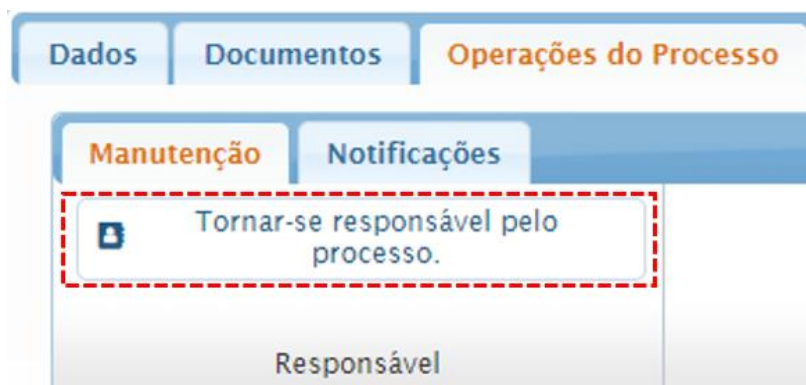 Dados Documentos Operações do Processo
Manutenção Notificações
Tornar-se responsável pelo
processo.
Responsável